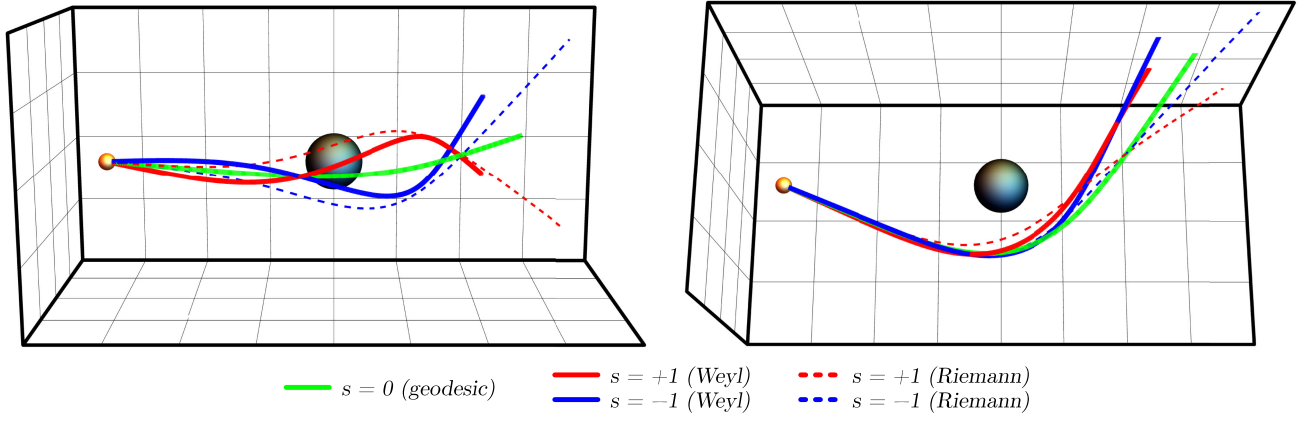 s = 0 (geodesic)
s = +1 (Weyl)
s = −1 (Weyl)
s = +1 (Riemann)
s = −1 (Riemann)